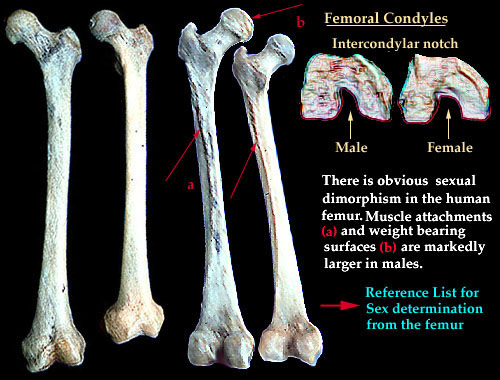 b
Femoral Condyles
Intercondylar notch
Male Female
a
There is obvious sexual
dimorphism in the human
femur. Muscle attachments
(a) and weight bearing
surfaces (b) are markedly
larger in males.
Reference List for
Sex determination
from the femur